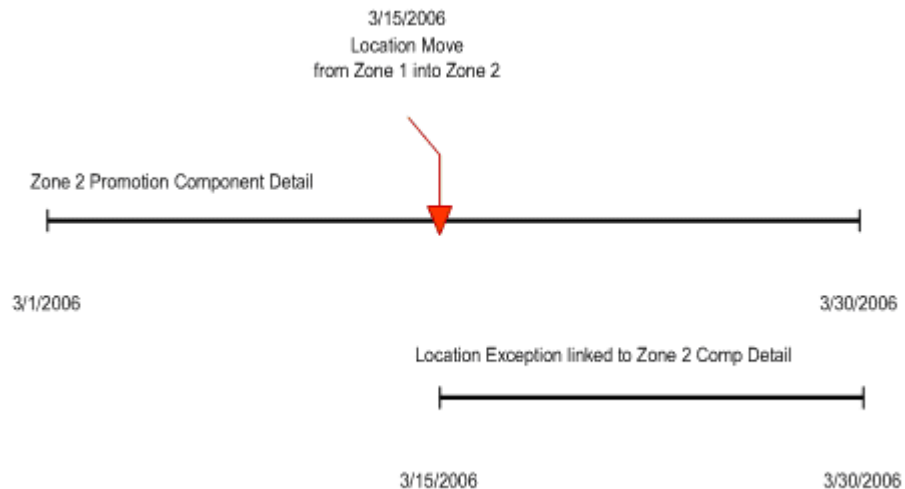 3/15/2006
Location Move
from Zone 1 into Zone 2
Zone 2 Promotion Component Detail
3/1/2006
3/30/2006
Location Exception linked to Zone 2 Comp Detail
3/15/2006
3/30/2006